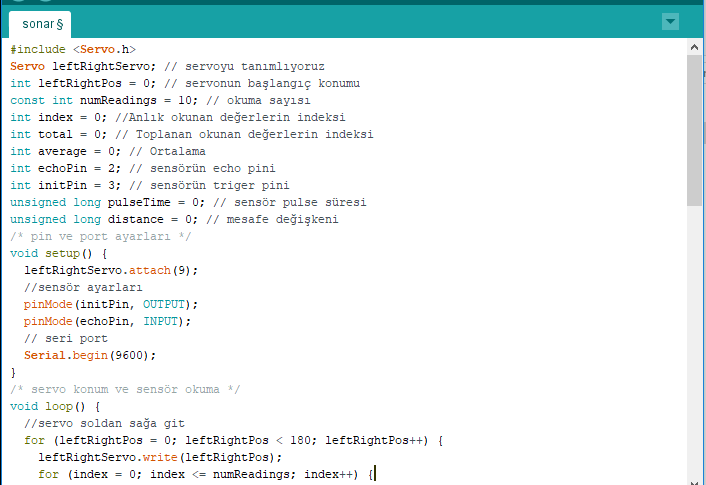 sonar §
#include <Servo.h>
Servo leftRightServo; // servoyu tanımlıyoruz
int leftRightPos = 0; // servonun başlangıç konumu
const int numReadings = 10; // okuma sayısı
int index = 0; //Anlık okunan değerlerin indeksi
int total = 0; // Toplanan okunan değerlerin indeksi
int average = 0; // Ortalama
int echoPin = 2; // sensörün echo pini
int initPin = 3; // sensörün triger pini
unsigned long pulseTime = 0; // sensör pulse süresi
unsigned long distance = 0; // mesafe değişkeni
/* pin ve port ayarları */
void setup() {
  leftRightServo.attach(9);
  //sensör ayarları
  pinMode(initPin, OUTPUT);
  pinMode(echoPin, INPUT);
  // seri port
  Serial.begin(9600);
}
/* servo konum ve sensör okuma */
void loop() {
  //servo soldan sağa git
  for (leftRightPos = 0; leftRightPos < 180; leftRightPos++) {
    leftRightServo.write(leftRightPos);
    for (index = 0; index <= numReadings; index++) {